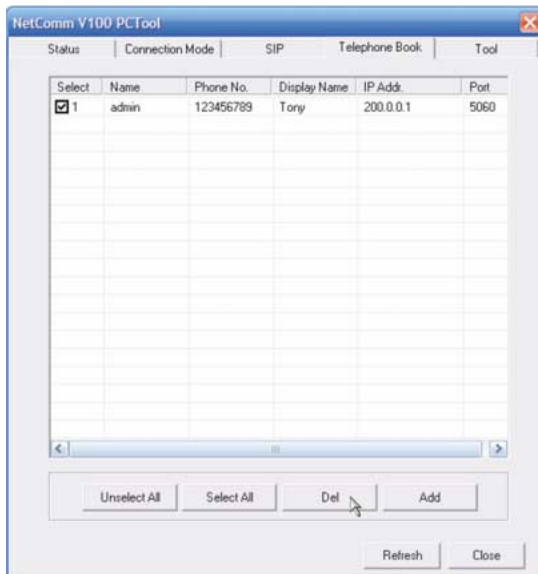 NetComm V100 PCTool
Status Connection Mode SIP Telephone Book Tool
Select Name Phone No. Display Name IP Addr. Port
1 admin 123456789 Tony 200.0.0.1 5060
Unselect All Select All Del Add
Refresh Close